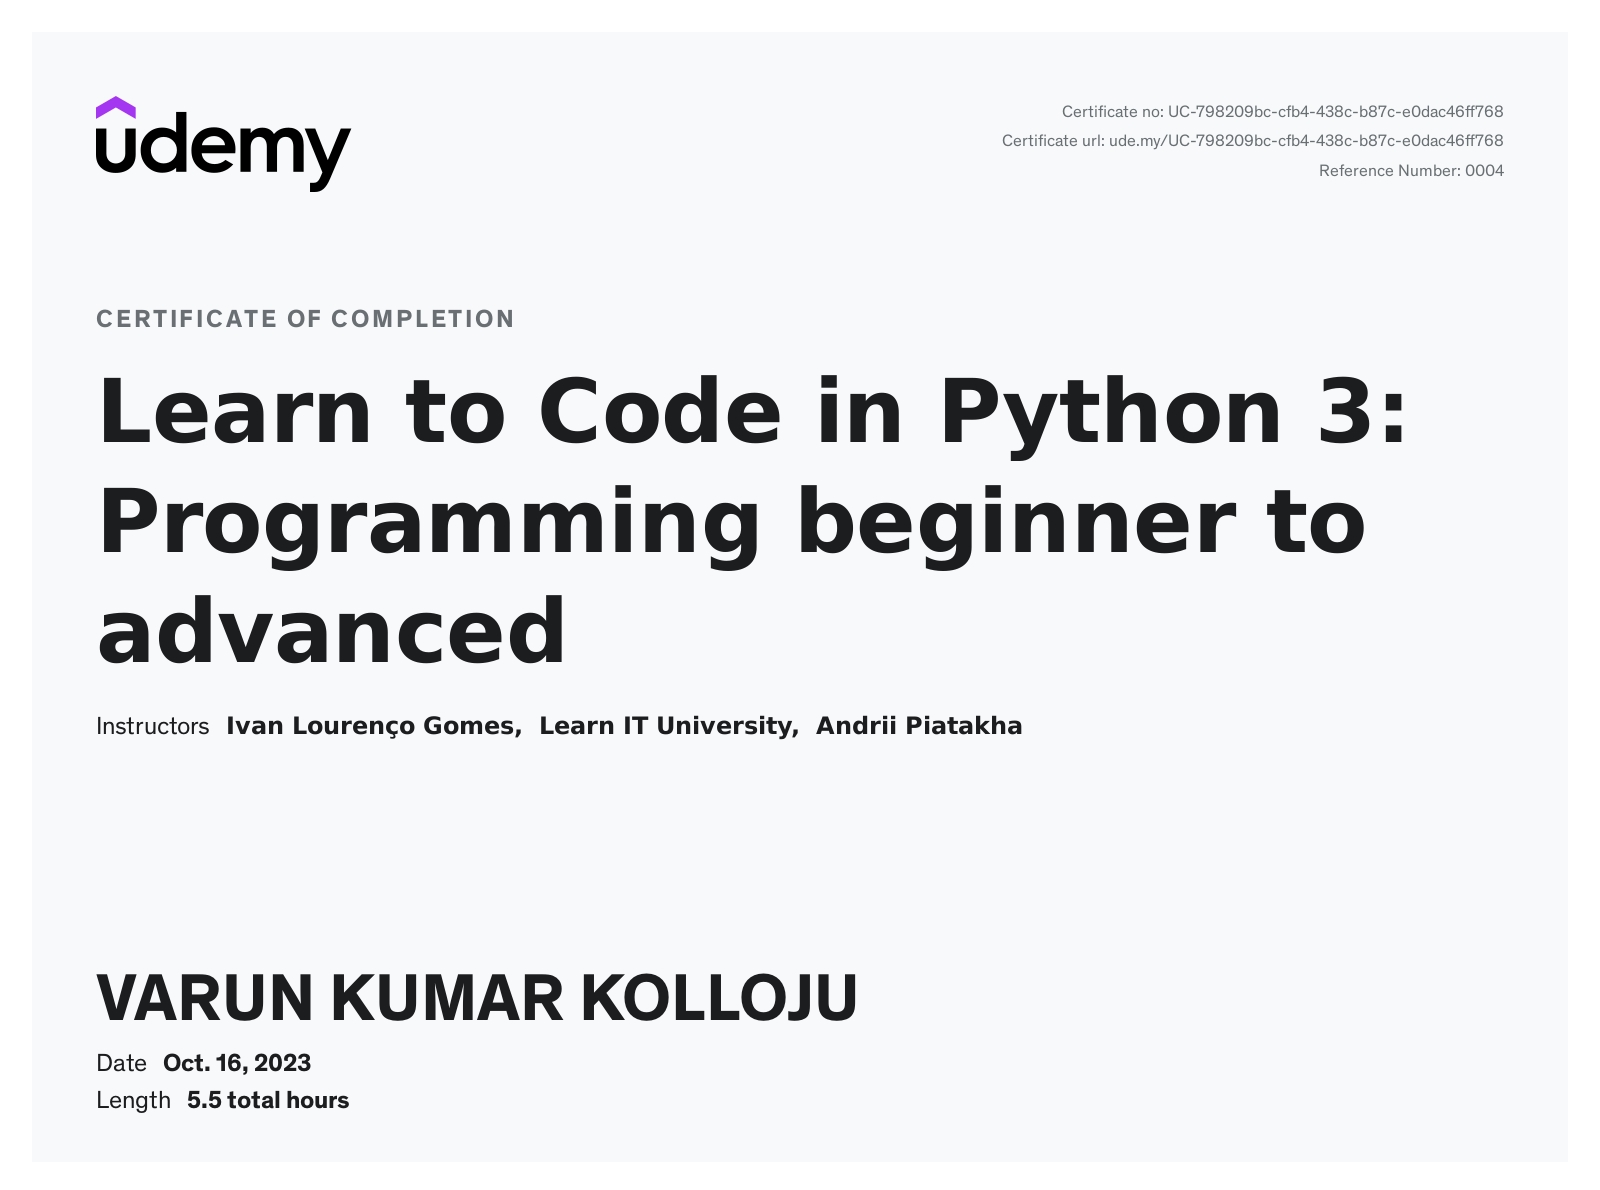 udemy
Certificate no: UC-798209bc-cfb4-438c-b87c-e0dac46ff768
Certificate url: ude.my/UC-798209bc-cfb4-438c-b87c-e0dac46ff768
Reference Number: 0004
CERTIFICATE OF COMPLETION
Learn to Code in Python 3:
Programming beginner to
advanced
Instructors Ivan Lourenço Gomes, Learn IT University, Andrii Piatakha
VARUN KUMAR KOLLOJU
Date Oct. 16, 2023
Length 5.5 total hours